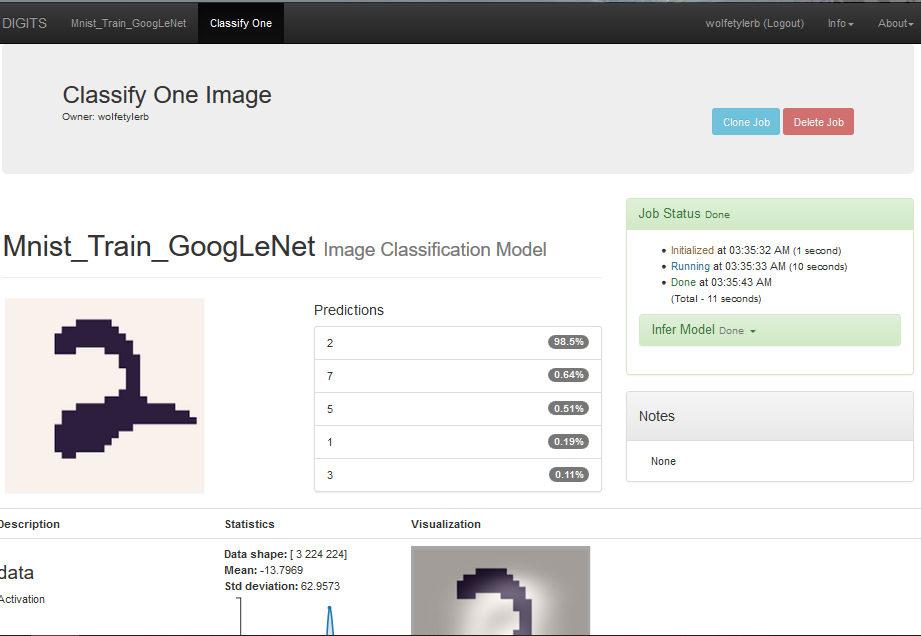 DIGITS Mnist_Train_GoogLeNet Classify One wolfetylerb (Logout) Info About
Classify One Image
Owner: wolfetylerb
Clone Job Delete Job
Mnist_Train_GoogLeNet Image Classification Model
2
Predictions
2 98.5%
7 0.64%
5 0.51%
1 0.19%
3 0.11%
Job Status Done
Initialized at 03:35:32 AM (1 second)
Running at 03:35:33 AM (10 seconds)
Done at 03:35:43 AM
(Total - 11 seconds)
Infer Model Done
Notes
None
Description Statistics Visualization
data
Activation
Data shape: [ 3 224 224]
Mean: -13.7969
Std deviation: 62.9573
2